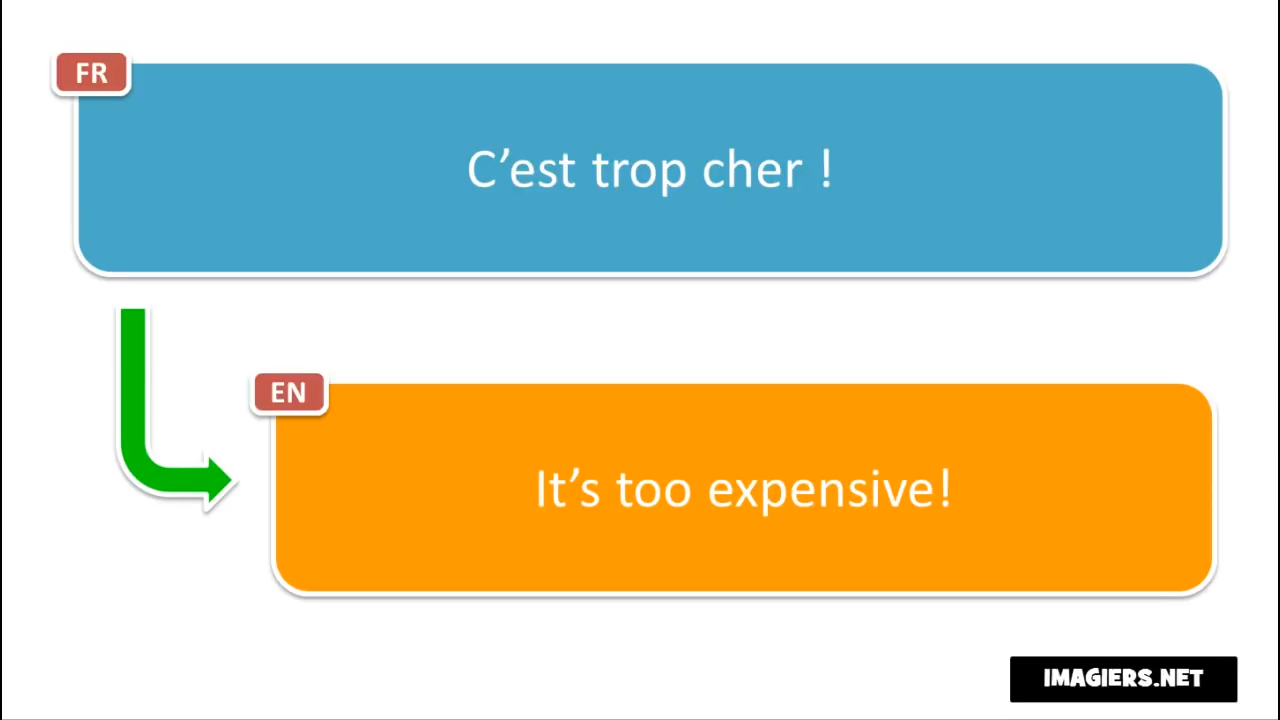 FR
C’est trop cher !
EN
It’s too expensive!
IMAGIERS.NET